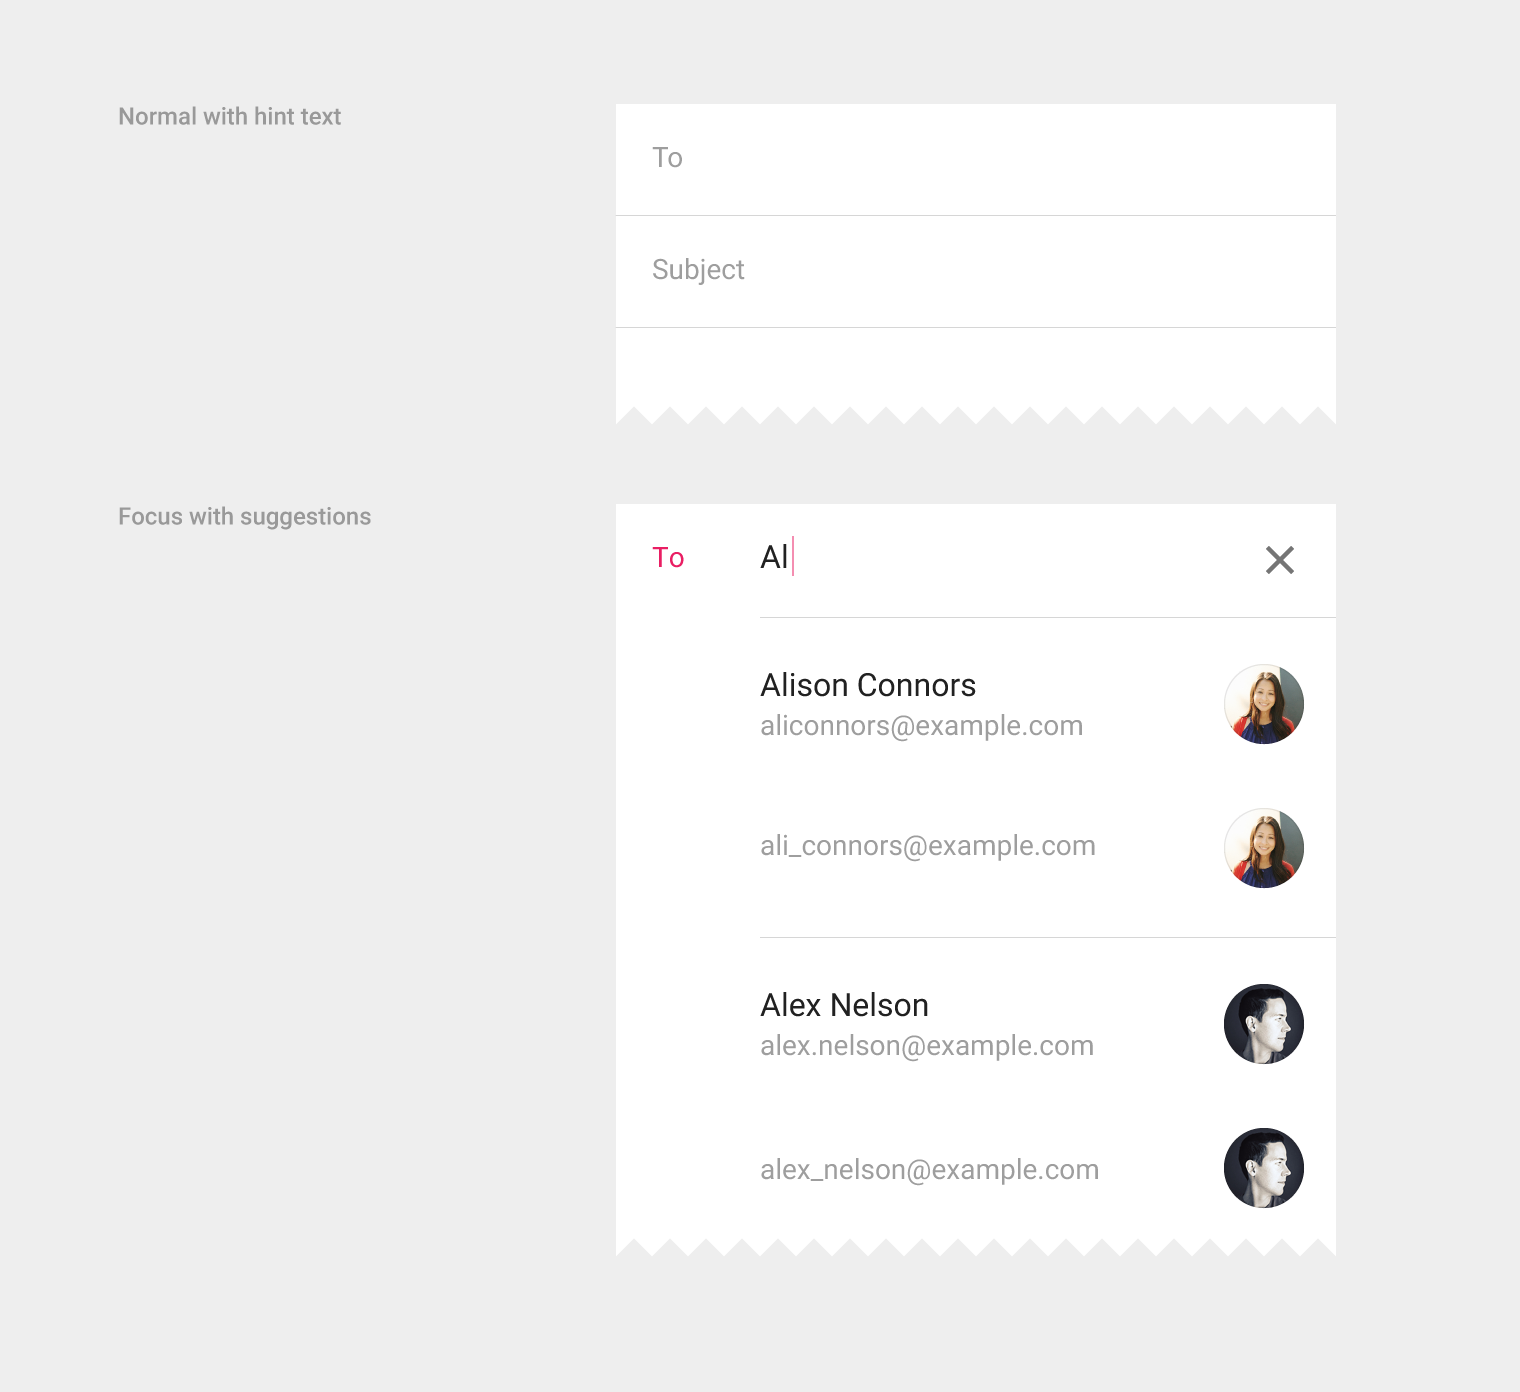 Normal with hint text
To
Subject
Focus with suggestions
To
Al
Alison Connors
aliconnors@example.com
ali_connors@example.com
Alex Nelson
alex.nelson@example.com
alex_nelson@example.com